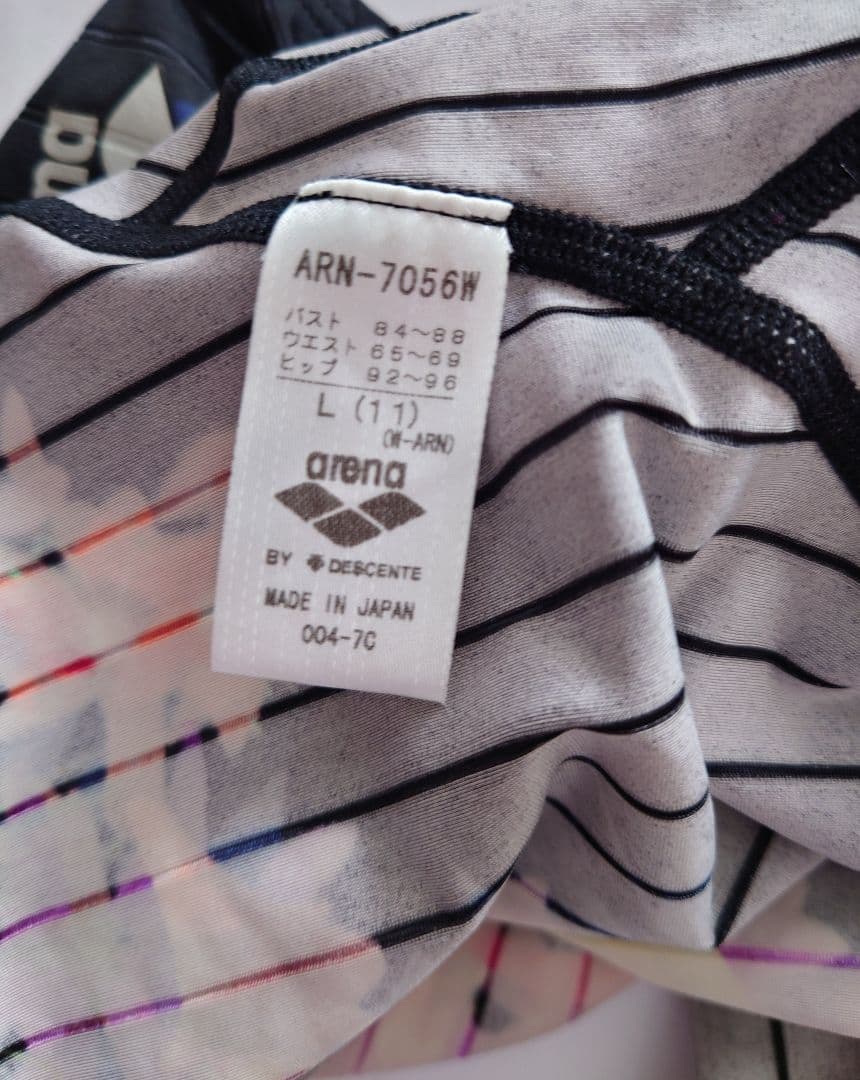 ena
ARN-7056W
バスト 84～88
ウエスト 65～69
ヒップ 92～96
L (11)
(W-ARN)
arena
BY DESCENTE
MADE IN JAPAN
004-7C